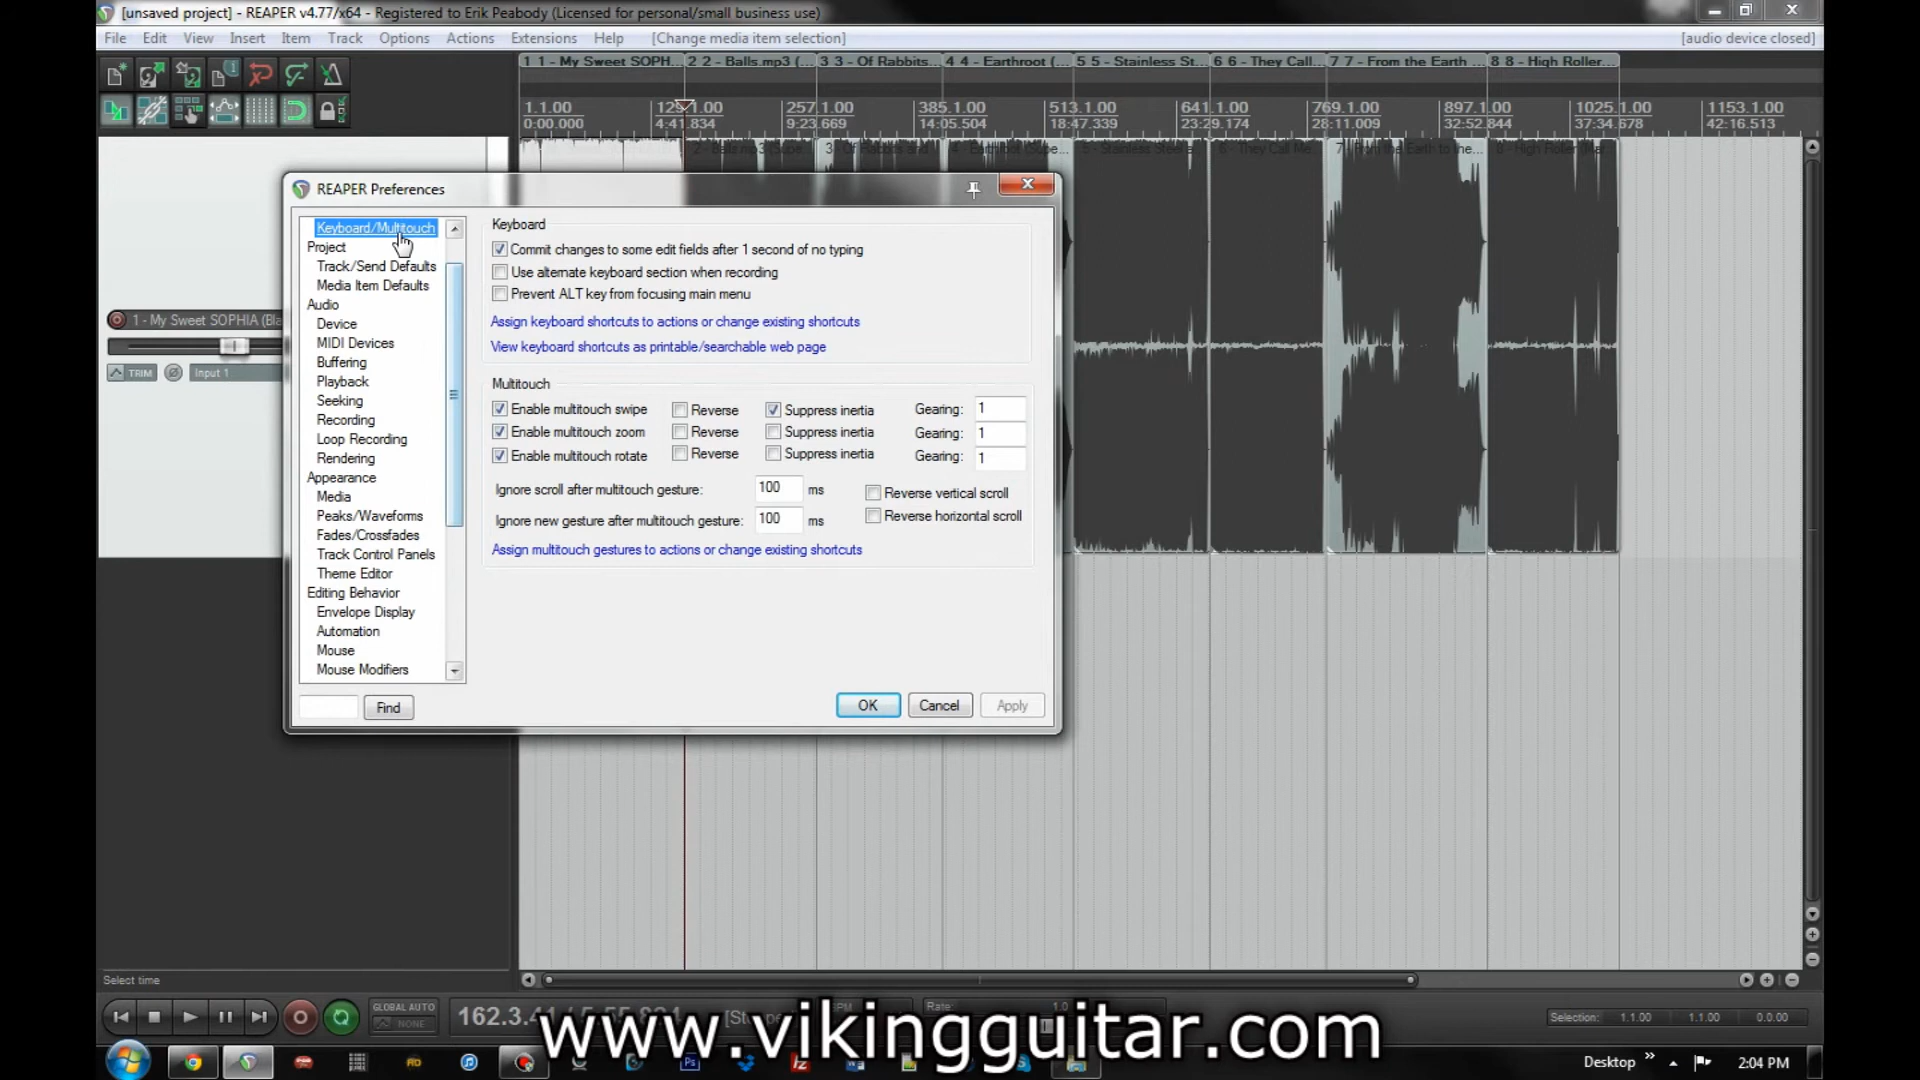 [unsaved project] - REAPER v4.77/x64 - Registered to Erik Peabody (Licensed for personal/small business use)
File Edit View Insert Item Track Options Actions Extensions Help [Change media item selection] [audio device closed]
1 1 - My Sweet SOPH... 2 2 - Balls.mp3 (... 3 3 - Of Rabbits... 4 4 - Earthroot (... 5 5 - Stainless St... 6 6 - They Call... 7 7 - From the Earth ... 8 8 - High Roller...
1.1.00 129.1.00 257.1.00 385.1.00 513.1.00 641.1.00 769.1.00 897.1.00 1025.1.00 1153.1.00
0:00.000 4:41.834 9:23.669 14:05.504 18:47.339 23:29.174 28:11.009 32:52.844 37:34.678 42:16.513
REAPER Preferences
Keyboard/Multitouch
Project
Track/Send Defaults
Media Item Defaults
Audio
Device
MIDI Devices
Buffering
Playback
Seeking
Recording
Loop Recording
Rendering
Appearance
Media
Peaks/Waveforms
Fades/Crossfades
Track Control Panels
Theme Editor
Editing Behavior
Envelope Display
Automation
Mouse
Mouse Modifiers
Find
Keyboard
Commit changes to some edit fields after 1 second of no typing
Use alternate keyboard section when recording
Prevent ALT key from focusing main menu
Assign keyboard shortcuts to actions or change existing shortcuts
View keyboard shortcuts as printable/searchable web page
Multitouch
Enable multitouch swipe Reverse Suppress inertia Gearing: 1
Enable multitouch zoom Reverse Suppress inertia Gearing: 1
Enable multitouch rotate Reverse Suppress inertia Gearing: 1
Ignore scroll after multitouch gesture: 100 ms Reverse vertical scroll
Ignore new gesture after multitouch gesture: 100 ms Reverse horizontal scroll
Assign multitouch gestures to actions or change existing shortcuts
OK Cancel Apply
1 - My Sweet SOPHIA (Bla
TRIM Input 1
Select time
GLOBAL AUTO
NONE
Rate: 1.0
Selection: 1.1.00 1.1.00 0.0.00
www.vikingguitar.com
Desktop 2:04 PM